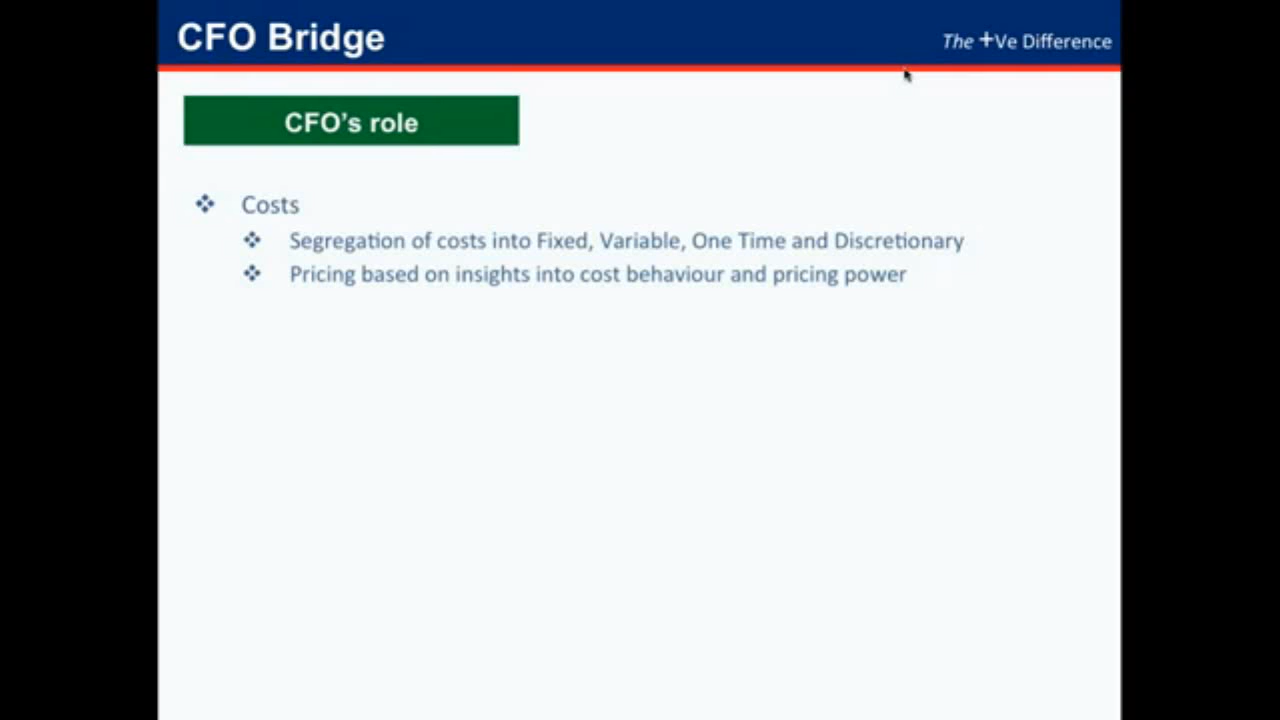 CFO Bridge
The +Ve Difference
CFO's role
Costs
Segregation of costs into Fixed, Variable, One Time and Discretionary
Pricing based on insights into cost behaviour and pricing power